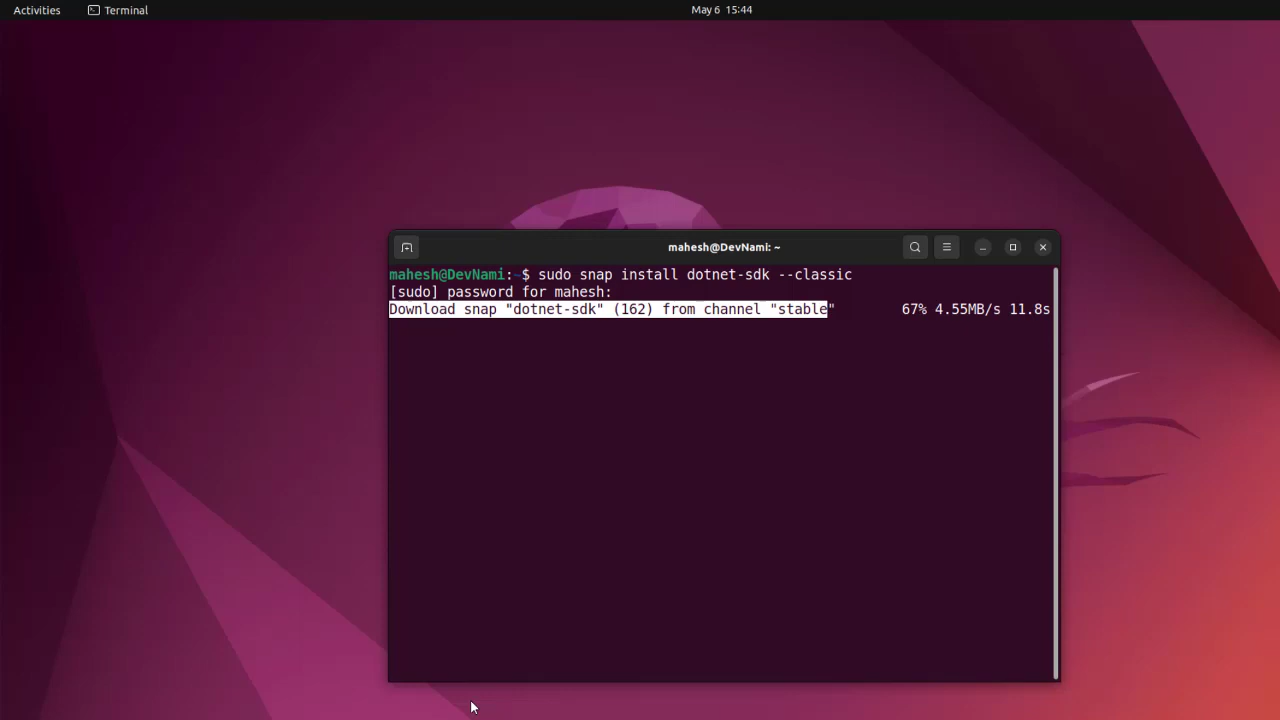 Activities Terminal May 6 15:44
mahesh@DevNami: ~
mahesh@DevNami:~$ sudo snap install dotnet-sdk --classic
[sudo] password for mahesh:
Download snap "dotnet-sdk" (162) from channel "stable" 67% 4.55MB/s 11.8s